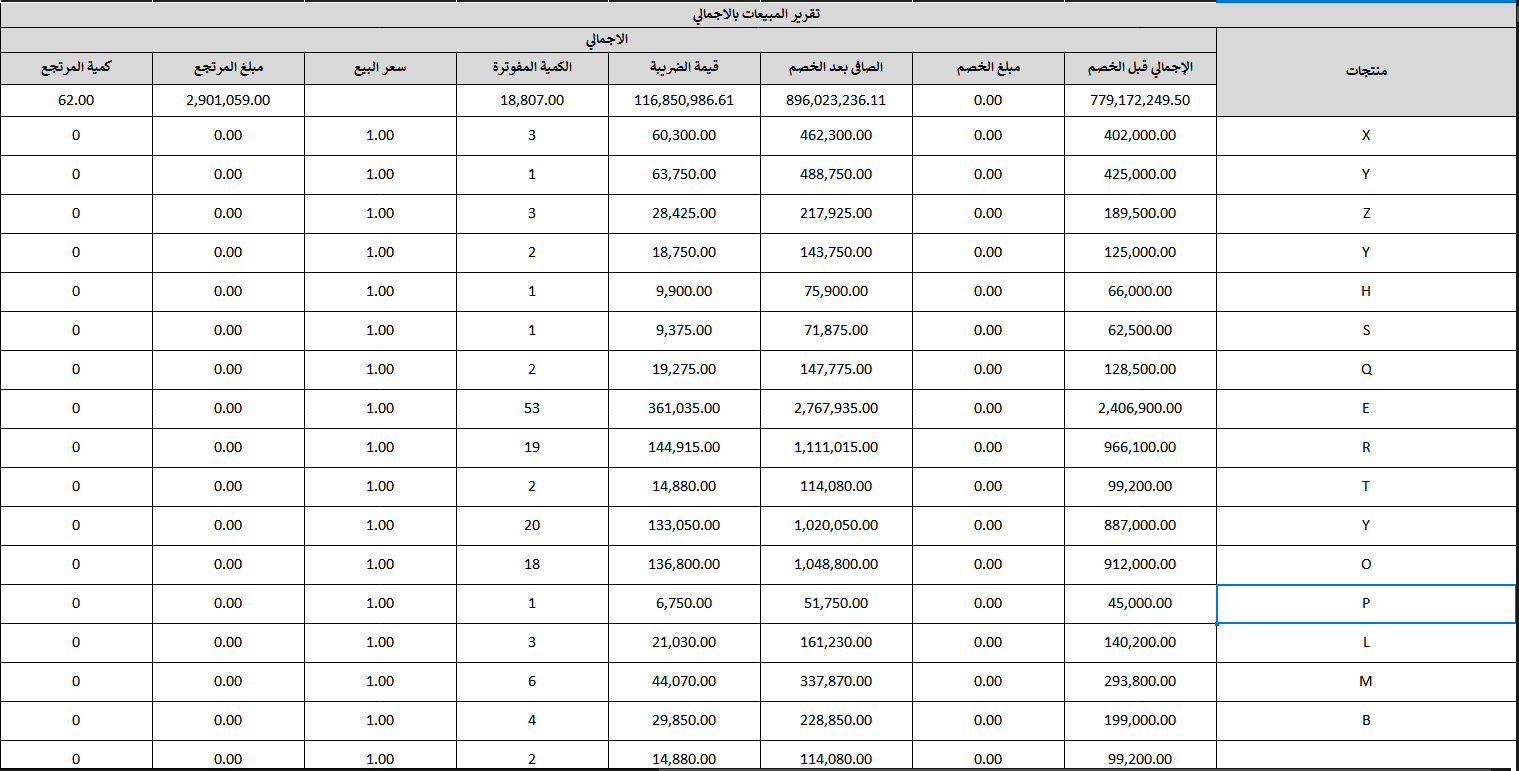 تقرير المبيعات بالاجمالي
منتجات الاجمالي
الإجمالي قبل الخصم مبلغ الخصم الصافى بعد الخصم قيمة الضريبة الكمية المفوترة سعر البيع مبلغ المرتجع كمية المرتجع
779,172,249.50 0.00 896,023,236.11 116,850,986.61 18,807.00 2,901,059.00 62.00
X 402,000.00 0.00 462,300.00 60,300.00 3 1.00 0.00 0
Y 425,000.00 0.00 488,750.00 63,750.00 1 1.00 0.00 0
Z 189,500.00 0.00 217,925.00 28,425.00 3 1.00 0.00 0
Y 125,000.00 0.00 143,750.00 18,750.00 2 1.00 0.00 0
H 66,000.00 0.00 75,900.00 9,900.00 1 1.00 0.00 0
S 62,500.00 0.00 71,875.00 9,375.00 1 1.00 0.00 0
Q 128,500.00 0.00 147,775.00 19,275.00 2 1.00 0.00 0
E 2,406,900.00 0.00 2,767,935.00 361,035.00 53 1.00 0.00 0
R 966,100.00 0.00 1,111,015.00 144,915.00 19 1.00 0.00 0
T 99,200.00 0.00 114,080.00 14,880.00 2 1.00 0.00 0
Y 887,000.00 0.00 1,020,050.00 133,050.00 20 1.00 0.00 0
O 912,000.00 0.00 1,048,800.00 136,800.00 18 1.00 0.00 0
P 45,000.00 0.00 51,750.00 6,750.00 1 1.00 0.00 0
L 140,200.00 0.00 161,230.00 21,030.00 3 1.00 0.00 0
M 293,800.00 0.00 337,870.00 44,070.00 6 1.00 0.00 0
B 199,000.00 0.00 228,850.00 29,850.00 4 1.00 0.00 0
99,200.00 0.00 114,080.00 14,880.00 2 1.00 0.00 0